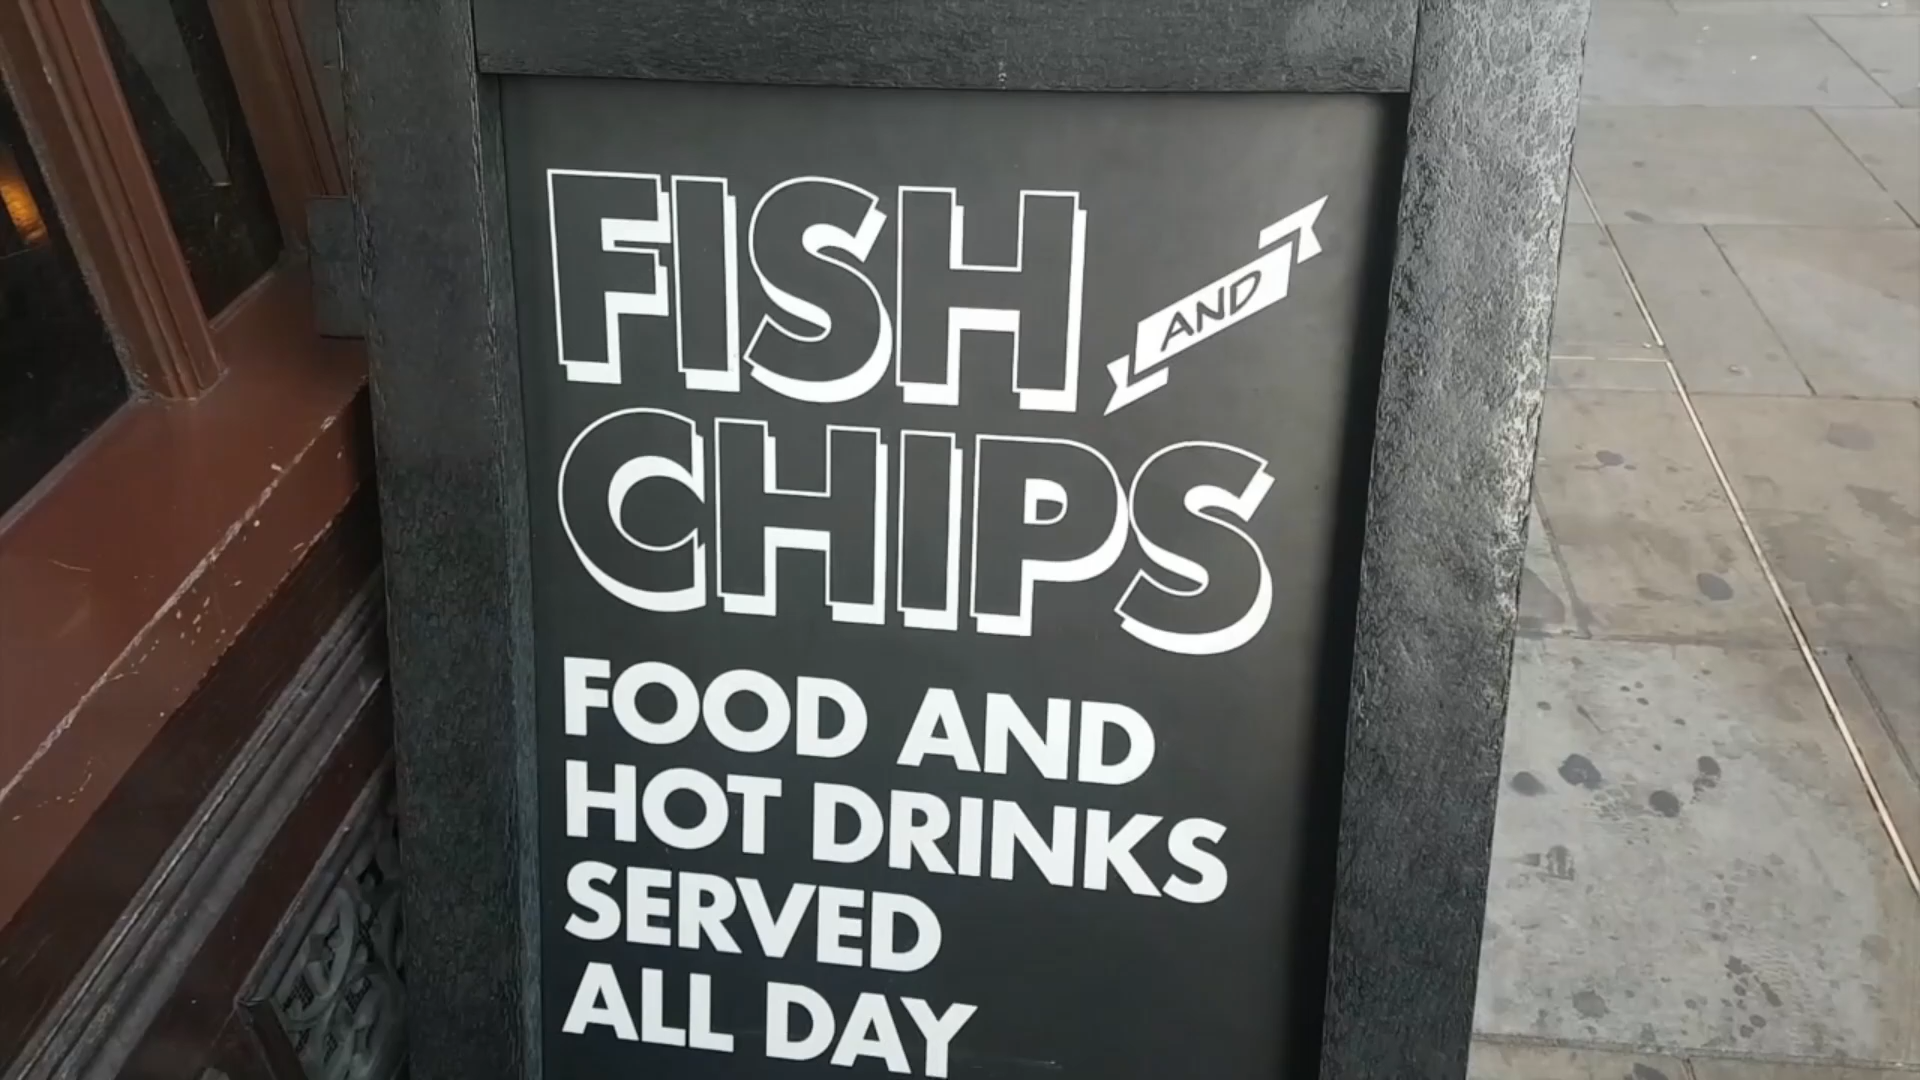 FISH AND
CHIPS
FOOD AND
HOT DRINKS
SERVED
ALL DAY